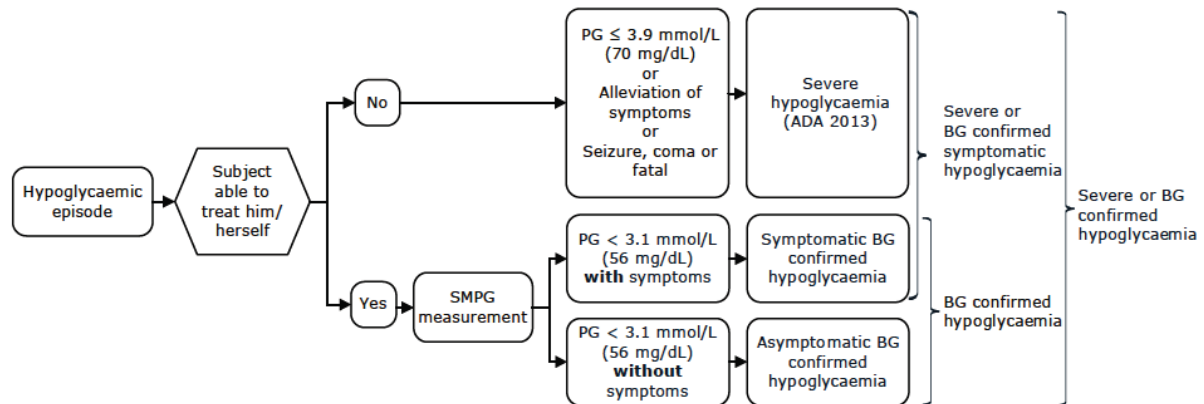 Hypoglycaemic
episode
Subject
able to
treat him/
herself
No
Yes
SMPG
measurement
PG ≤ 3.9 mmol/L
(70 mg/dL)
or
Alleviation of
symptoms
or
Seizure, coma or
fatal
Severe
hypoglycaemia
(ADA 2013)
PG < 3.1 mmol/L
(56 mg/dL)
with symptoms
Symptomatic BG
confirmed
hypoglycaemia
PG < 3.1 mmol/L
(56 mg/dL)
without
symptoms
Asymptomatic BG
confirmed
hypoglycaemia
Severe or
BG confirmed
symptomatic
hypoglycaemia
BG confirmed
hypoglycaemia
Severe or BG
confirmed
hypoglycaemia